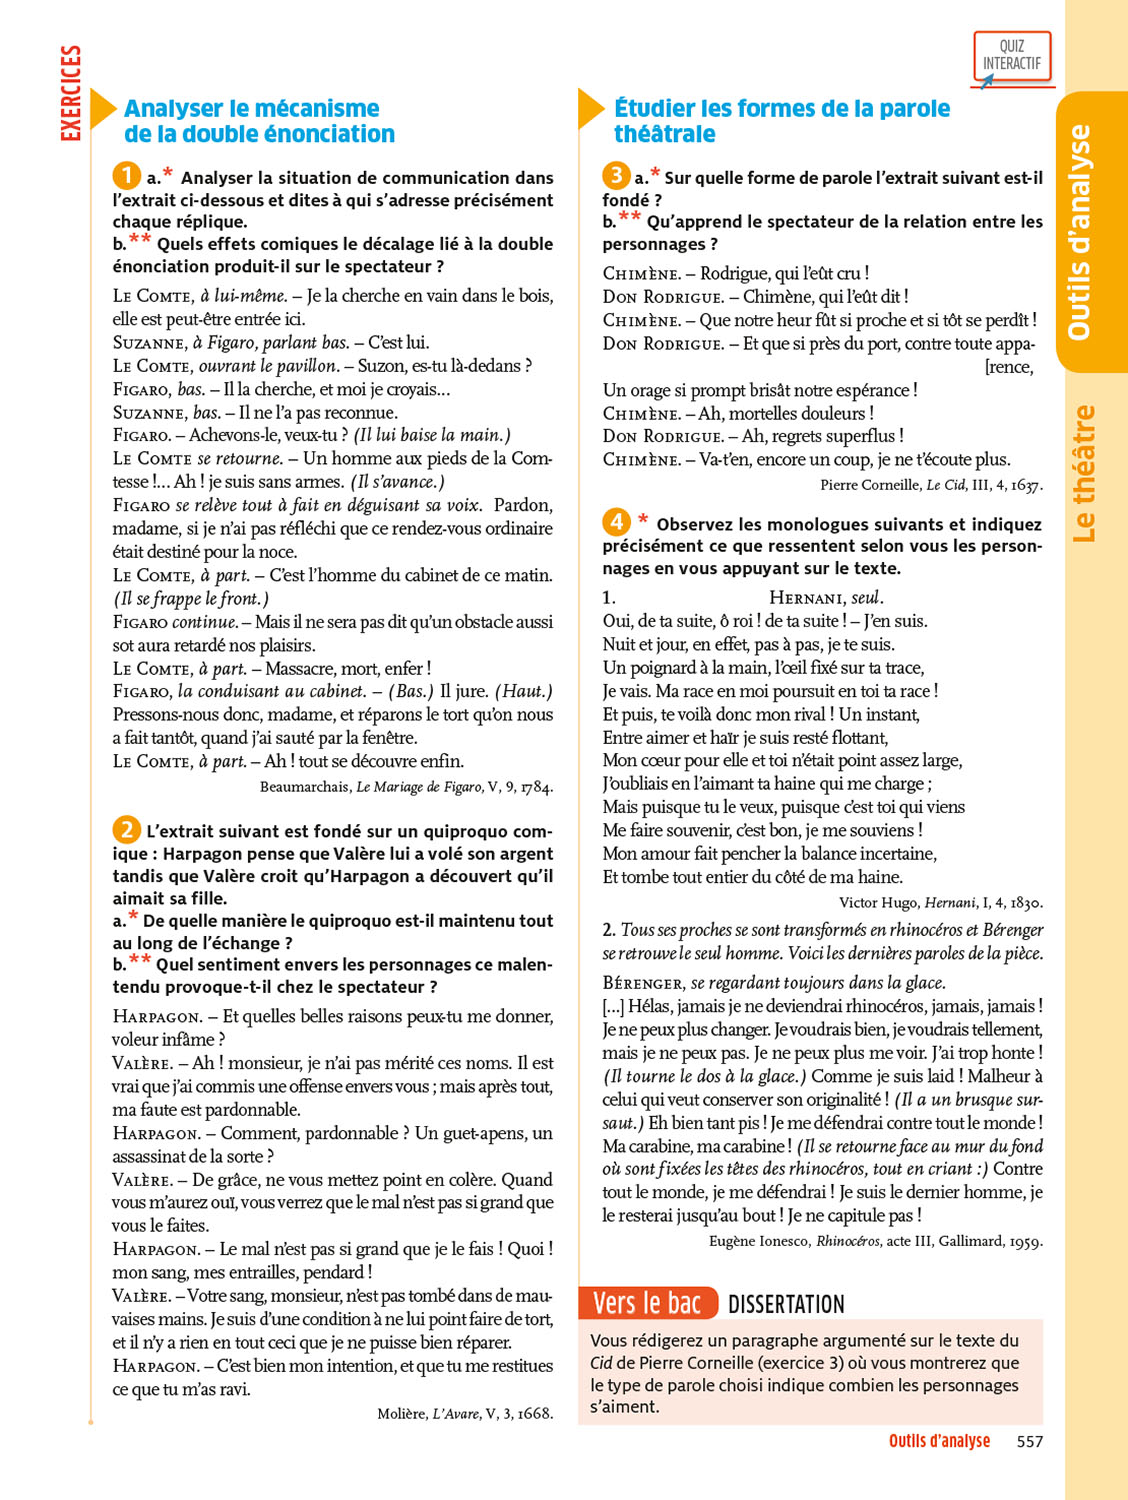 EXERCICES
QUIZ
INTERACTIF
Analyser le mécanisme
de la double énonciation
1 a.* Analyser la situation de communication dans
l'extrait ci-dessous et dites à qui s'adresse précisément
chaque réplique.
b.** Quels effets comiques le décalage lié à la double
énonciation produit-il sur le spectateur ?
LE COMTE, à lui-même. – Je la cherche en vain dans le bois,
elle est peut-être entrée ici.
SUZANNE, à Figaro, parlant bas. – C'est lui.
LE COMTE, ouvrant le pavillon. – Suzon, es-tu là-dedans ?
FIGARO, bas. – Il la cherche, et moi je croyais...
SUZANNE, bas. – Il ne l'a pas reconnue.
FIGARO. – Achevons-le, veux-tu ? (Il lui baise la main.)
LE COMTE se retourne. – Un homme aux pieds de la Com-
tesse !... Ah ! je suis sans armes. (Il s'avance.)
FIGARO se relève tout à fait en déguisant sa voix. Pardon,
madame, si je n'ai pas réfléchi que ce rendez-vous ordinaire
était destiné pour la noce.
LE COMTE, à part. – C'est l'homme du cabinet de ce matin.
(Il se frappe le front.)
FIGARO continue. – Mais il ne sera pas dit qu'un obstacle aussi
sot aura retardé nos plaisirs.
LE COMTE, à part. – Massacre, mort, enfer !
FIGARO, la conduisant au cabinet. – (Bas.) Il jure. (Haut.)
Pressons-nous donc, madame, et réparons le tort qu'on nous
a fait tantôt, quand j'ai sauté par la fenêtre.
LE COMTE, à part. – Ah ! tout se découvre enfin.
Beaumarchais, Le Mariage de Figaro, V, 9, 1784.
2 L'extrait suivant est fondé sur un quiproquo com-
ique : Harpagon pense que Valère lui a volé son argent
tandis que Valère croit qu'Harpagon a découvert qu'il
aimait sa fille.
a.* De quelle manière le quiproquo est-il maintenu tout
au long de l'échange ?
b.** Quel sentiment envers les personnages ce malen-
tendu provoque-t-il chez le spectateur ?
HARPAGON. – Et quelles belles raisons peux-tu me donner,
voleur infâme ?
VALÈRE. – Ah ! monsieur, je n'ai pas mérité ces noms. Il est
vrai que j'ai commis une offense envers vous ; mais après tout,
ma faute est pardonnable.
HARPAGON. – Comment, pardonnable ? Un guet-apens, un
assassinat de la sorte ?
VALÈRE. – De grâce, ne vous mettez point en colère. Quand
vous m'aurez ouï, vous verrez que le mal n'est pas si grand que
vous le faites.
HARPAGON. – Le mal n'est pas si grand que je le fais ! Quoi !
mon sang, mes entrailles, pendard !
VALÈRE. – Votre sang, monsieur, n'est pas tombé dans de mau-
vaises mains. Je suis d'une condition à ne lui point faire de tort,
et il n'y a rien en tout ceci que je ne puisse bien réparer.
HARPAGON. – C'est bien mon intention, et que tu me restitues
ce que tu m'as ravi.
Molière, L'Avare, V, 3, 1668.
Étudier les formes de la parole
théâtrale
3 a.* Sur quelle forme de parole l'extrait suivant est-il
fondé ?
b.** Qu'apprend le spectateur de la relation entre les
personnages ?
CHIMÈNE. – Rodrigue, qui l'eût cru !
DON RODRIGUE. – Chimène, qui l'eût dit !
CHIMÈNE. – Que notre heur fût si proche et si tôt se perdît !
DON RODRIGUE. – Et que si près du port, contre toute appa-
[rence,
Un orage si prompt brisât notre espérance !
CHIMÈNE. – Ah, mortelles douleurs !
DON RODRIGUE. – Ah, regrets superflus !
CHIMÈNE. – Va-t'en, encore un coup, je ne t'écoute plus.
Pierre Corneille, Le Cid, III, 4, 1637.
4 * Observez les monologues suivants et indiquez
précisément ce que ressentent selon vous les person-
nages en vous appuyant sur le texte.
1. HERNANI, seul.
Oui, de ta suite, ô roi ! de ta suite ! – J'en suis.
Nuit et jour, en effet, pas à pas, je te suis.
Un poignard à la main, l'œil fixé sur ta trace,
Je vais. Ma race en moi poursuit en toi ta race !
Et puis, te voilà donc mon rival ! Un instant,
Entre aimer et haïr je suis resté flottant,
Mon cœur pour elle et toi n'était point assez large,
J'oubliais en l'aimant ta haine qui me charge ;
Mais puisque tu le veux, puisque c'est toi qui viens
Me faire souvenir, c'est bon, je me souviens !
Mon amour fait pencher la balance incertaine,
Et tombe tout entier du côté de ma haine.
Victor Hugo, Hernani, I, 4, 1830.
2. Tous ses proches se sont transformés en rhinocéros et Bérenger
se retrouve le seul homme. Voici les dernières paroles de la pièce.
BÉRENGER, se regardant toujours dans la glace.
[...] Hélas, jamais je ne deviendrai rhinocéros, jamais, jamais !
Je ne peux plus changer. Je voudrais bien, je voudrais tellement,
mais je ne peux pas. Je ne peux plus me voir. J'ai trop honte !
(Il tourne le dos à la glace.) Comme je suis laid ! Malheur à
celui qui veut conserver son originalité ! (Il a un brusque sur-
saut.) Eh bien tant pis ! Je me défendrai contre tout le monde !
Ma carabine, ma carabine ! (Il se retourne face au mur du fond
où sont fixées les têtes des rhinocéros, tout en criant :) Contre
tout le monde, je me défendrai ! Je suis le dernier homme, je
le resterai jusqu'au bout ! Je ne capitule pas !
Eugène Ionesco, Rhinocéros, acte III, Gallimard, 1959.
Vers le bac DISSERTATION
Vous rédigerez un paragraphe argumenté sur le texte du
Cid de Pierre Corneille (exercice 3) où vous montrerez que
le type de parole choisi indique combien les personnages
s'aiment.
Outils d'analyse
Le théâtre
Outils d'analyse 557